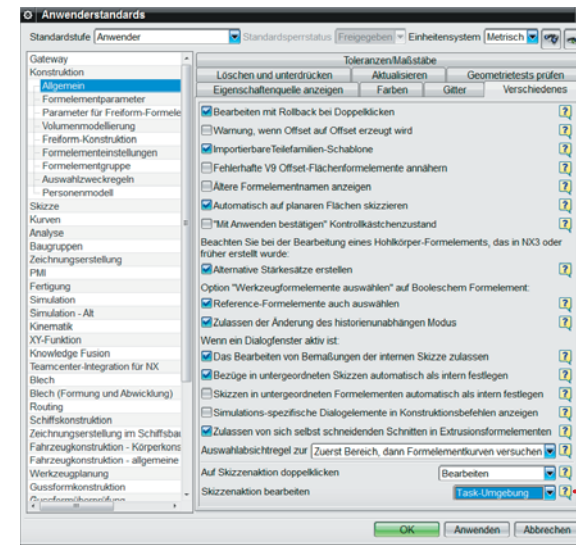 Anwenderstandards
Standardstufe Anwender Standardsperrstatus Freigegeben Einheitensystem Metrisch
Gateway
Konstruktion
Allgemein
Formelementparameter
Parameter für Freiform-Formele
Volumenmodellierung
Freiform-Konstruktion
Formelementeinstellungen
Formelementgruppe
Auswahlzweckregeln
Personenmodell
Skizze
Kurven
Analyse
Baugruppen
Zeichnungserstellung
PMI
Fertigung
Simulation
Simulation - Alt
Kinematik
XY-Funktion
Knowledge Fusion
Teamcenter-Integration für NX
Blech
Blech (Formung und Abwicklung)
Routing
Schiffskonstruktion
Zeichnungserstellung im Schiffsbau
Fahrzeugkonstruktion - Körperkons
Fahrzeugkonstruktion - allgemeine
Werkzeugplanung
Gussformkonstruktion
Toleranzen/Maßstäbe
Löschen und unterdrücken Aktualisieren Geometrietests prüfen
Eigenschaftenquelle anzeigen Farben Gitter Verschiedenes
Bearbeiten mit Rollback bei Doppelklicken
Warnung, wenn Offset auf Offset erzeugt wird
ImportierbareTeilefamilien-Schablone
Fehlerhafte V9 Offset-Flächenformelemente annähern
Ältere Formelementnamen anzeigen
Automatisch auf planaren Flächen skizzieren
"Mit Anwenden bestätigen" Kontrollkästchenzustand
Beachten Sie bei der Bearbeitung eines Hohlkörper-Formelements, das in NX3 oder
früher erstellt wurde:
Alternative Stärkesätze erstellen
Option "Werkzeugformelemente auswählen" auf Booleschem Formelement:
Reference-Formelemente auch auswählen
Zulassen der Änderung des historienunabhängigen Modus
Wenn ein Dialogfenster aktiv ist:
Das Bearbeiten von Bemaßungen der internen Skizze zulassen
Bezüge in untergeordneten Skizzen automatisch als intern festlegen
Skizzen in untergeordneten Formelementen automatisch als intern festlegen
Simulations-spezifische Dialogelemente in Konstruktionsbefehlen anzeigen
Zulassen von sich selbst schneidenden Schnitten in Extrusionsformelementen
Auswahlabsichtregel zur Zuerst Bereich, dann Formelementkurven versuchen
Auf Skizzenaktion doppelklicken Bearbeiten
Skizzenaktion bearbeiten Task-Umgebung
OK Anwenden Abbrechen